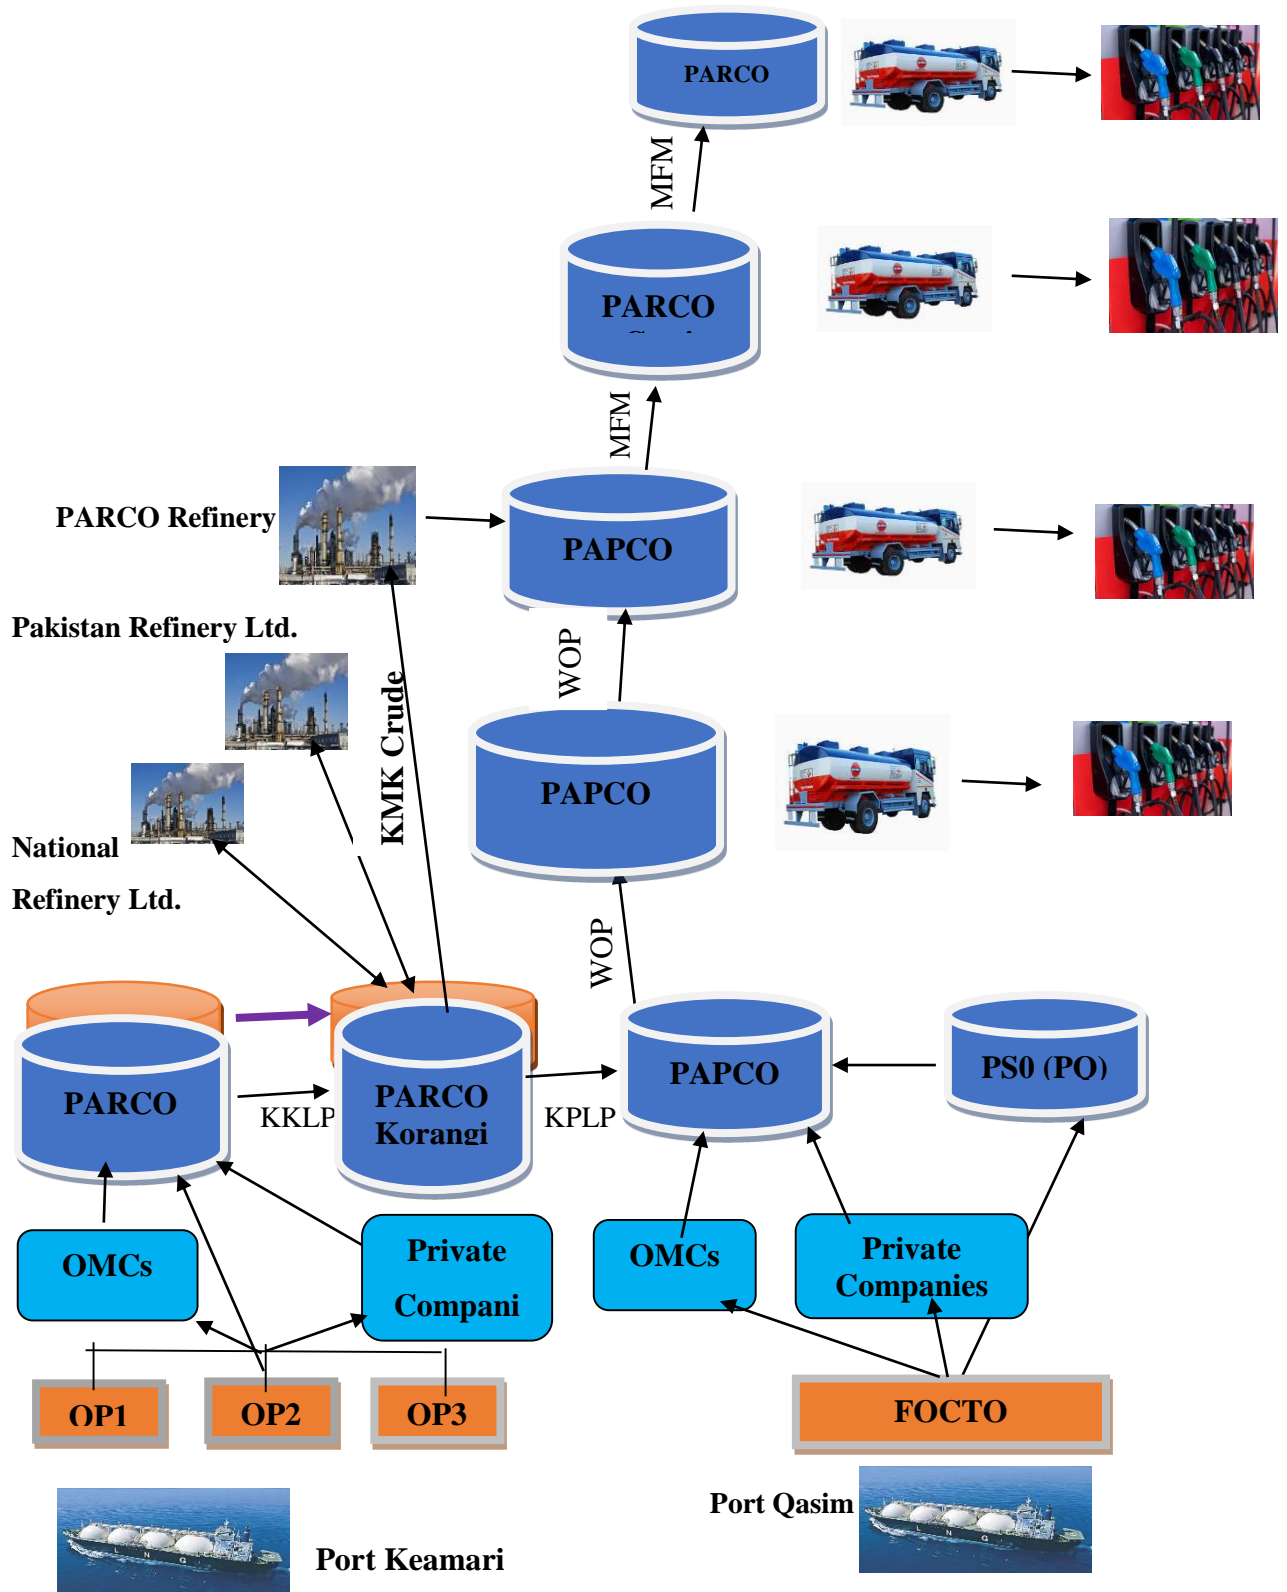 PARCO
MFM
PARCO
MFM
PARCO Refinery
PAPCO
Pakistan Refinery Ltd.
WOP
KMK Crude
PAPCO
National
Refinery Ltd.
WOP
PARCO
KKLP
PARCO
Korangi
KPLP
PAPCO
PS0 (PQ)
OMCs
Private
Compani
OMCs
Private
Companies
OP1
OP2
OP3
FOCTO
Port Keamari
Port Qasim
L N G
L N G